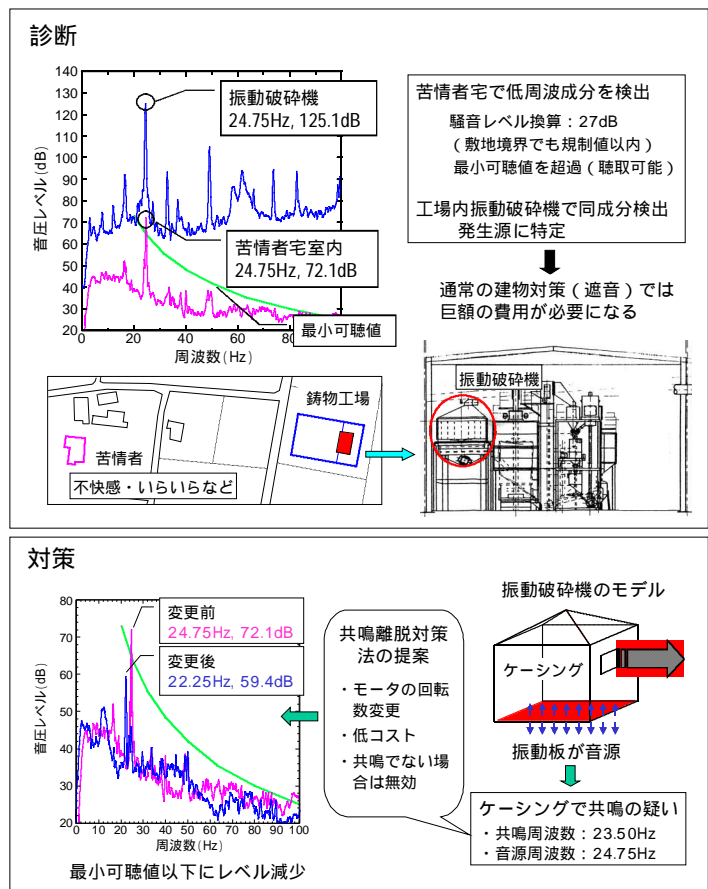 診断
140
130
120
110
100
90
80
70
60
50
40
30
20
音圧レベル(dB)
0
20
40
60
80
周波数(Hz)
振動破砕機
24.75Hz, 125.1dB
苦情者宅室内
24.75Hz, 72.1dB
最小可聴値
苦情者宅で低周波成分を検出
騒音レベル換算:27dB
(敷地境界でも規制値以内)
最小可聴値を超過(聴取可能)
工場内振動破砕機で同成分検出
発生源に特定
通常の建物対策(遮音)では
巨額の費用が必要になる
鋳物工場
苦情者
不快感・いらいらなど
振動破砕機
対策
80
70
60
50
40
30
20
音圧レベル(dB)
0
10
20
30
40
50
60
70
80
90
100
周波数(Hz)
変更前
24.75Hz, 72.1dB
変更後
22.25Hz, 59.4dB
最小可聴値以下にレベル減少
共鳴離脱対策
法の提案
・モータの回転
数変更
・低コスト
・共鳴でない場
合は無効
振動破砕機のモデル
ケーシング
振動板が音源
ケーシングで共鳴の疑い
・共鳴周波数:23.50Hz
・音源周波数:24.75Hz